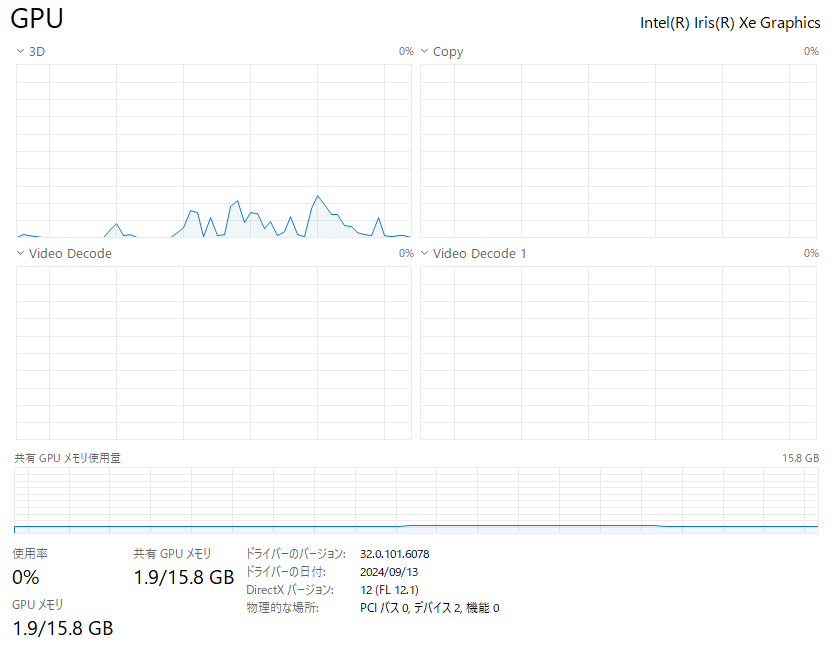 GPU
Intel(R) Iris(R) Xe Graphics
3D 0%
Copy 0%
Video Decode 0%
Video Decode 1 0%
共有 GPU メモリ使用量 15.8 GB
使用率
0%
共有 GPU メモリ
1.9/15.8 GB
GPU メモリ
1.9/15.8 GB
ドライバーのバージョン: 32.0.101.6078
ドライバーの日付: 2024/09/13
DirectX バージョン: 12 (FL 12.1)
物理的な場所: PCI バス 0, デバイス 2, 機能 0